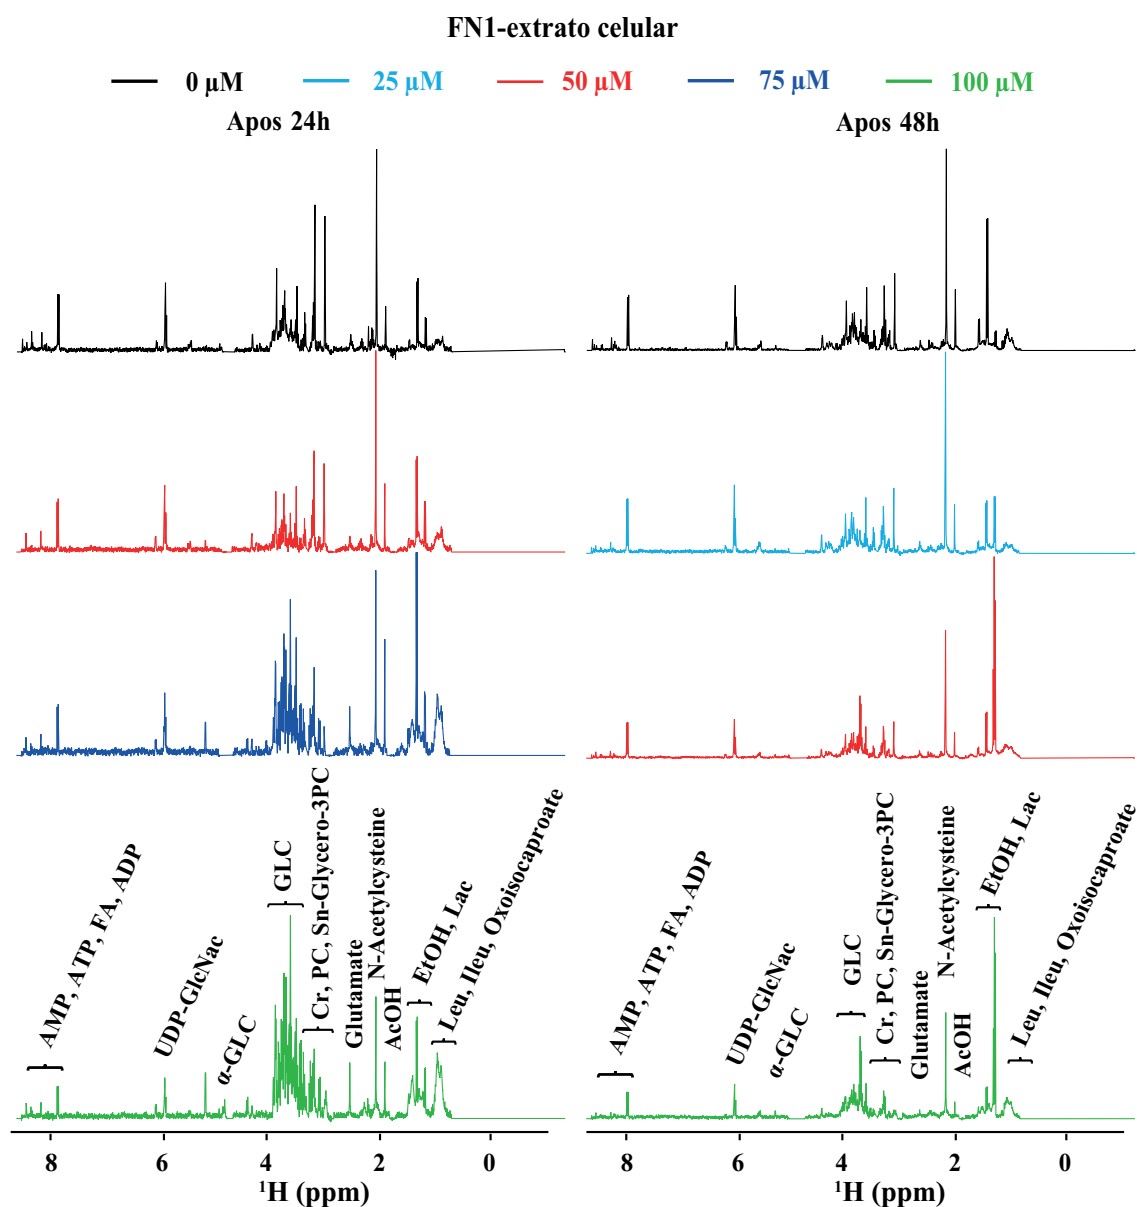 FN1-extrato celular
0 µM
25 µM
50 µM
75 µM
100 µM
Apos 24h
Apos 48h
AMP, ATP, FA, ADP
UDP-GlcNac
α-GLC
GLC
Cr, PC, Sn-Glycero-3PC
Glutamate
N-Acetylcysteine
AcOH
EtOH, Lac
Leu, Ileu, Oxoisocaproate
AMP, ATP, FA, ADP
UDP-GlcNac
α-GLC
GLC
Cr, PC, Sn-Glycero-3PC
Glutamate
N-Acetylcysteine
AcOH
EtOH, Lac
Leu, Ileu, Oxoisocaproate
8 6 4 2 0
8 6 4 2 0
¹H (ppm)
¹H (ppm)